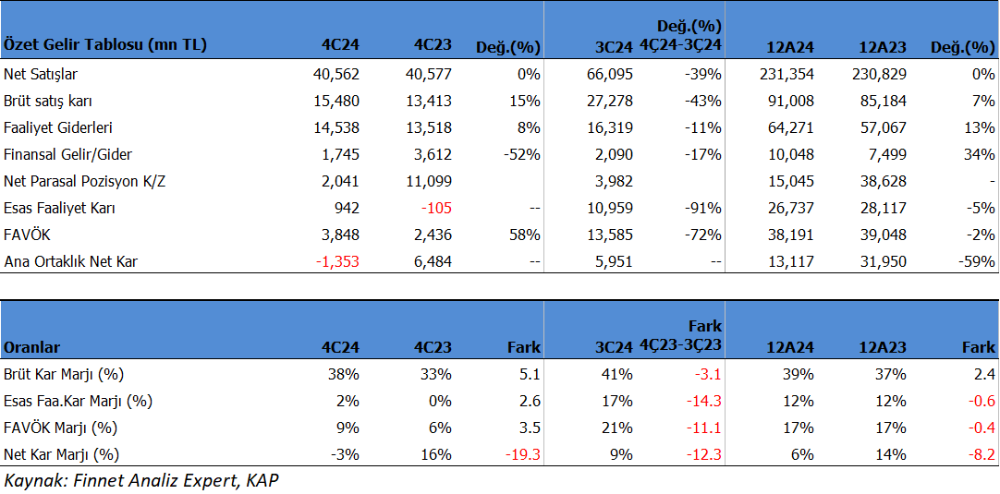 Özet Gelir Tablosu (mn TL) 4C24 4C23 Değ.(%) 3C24 Değ.(%) 4Ç24-3Ç24 12A24 12A23 Değ.(%)
Net Satışlar 40,562 40,577 0% 66,095 -39% 231,354 230,829 0%
Brüt satış karı 15,480 13,413 15% 27,278 -43% 91,008 85,184 7%
Faaliyet Giderleri 14,538 13,518 8% 16,319 -11% 64,271 57,067 13%
Finansal Gelir/Gider 1,745 3,612 -52% 2,090 -17% 10,048 7,499 34%
Net Parasal Pozisyon K/Z 2,041 11,099 3,982 15,045 38,628 -
Esas Faaliyet Karı 942 -105 -- 10,959 -91% 26,737 28,117 -5%
FAVÖK 3,848 2,436 58% 13,585 -72% 38,191 39,048 -2%
Ana Ortaklık Net Kar -1,353 6,484 -- 5,951 -- 13,117 31,950 -59%
Oranlar 4C24 4C23 Fark 3C24 Fark 4Ç23-3Ç23 12A24 12A23 Fark
Brüt Kar Marjı (%) 38% 33% 5.1 41% -3.1 39% 37% 2.4
Esas Faa.Kar Marjı (%) 2% 0% 2.6 17% -14.3 12% 12% -0.6
FAVÖK Marjı (%) 9% 6% 3.5 21% -11.1 17% 17% -0.4
Net Kar Marjı (%) -3% 16% -19.3 9% -12.3 6% 14% -8.2
Kaynak: Finnet Analiz Expert, KAP